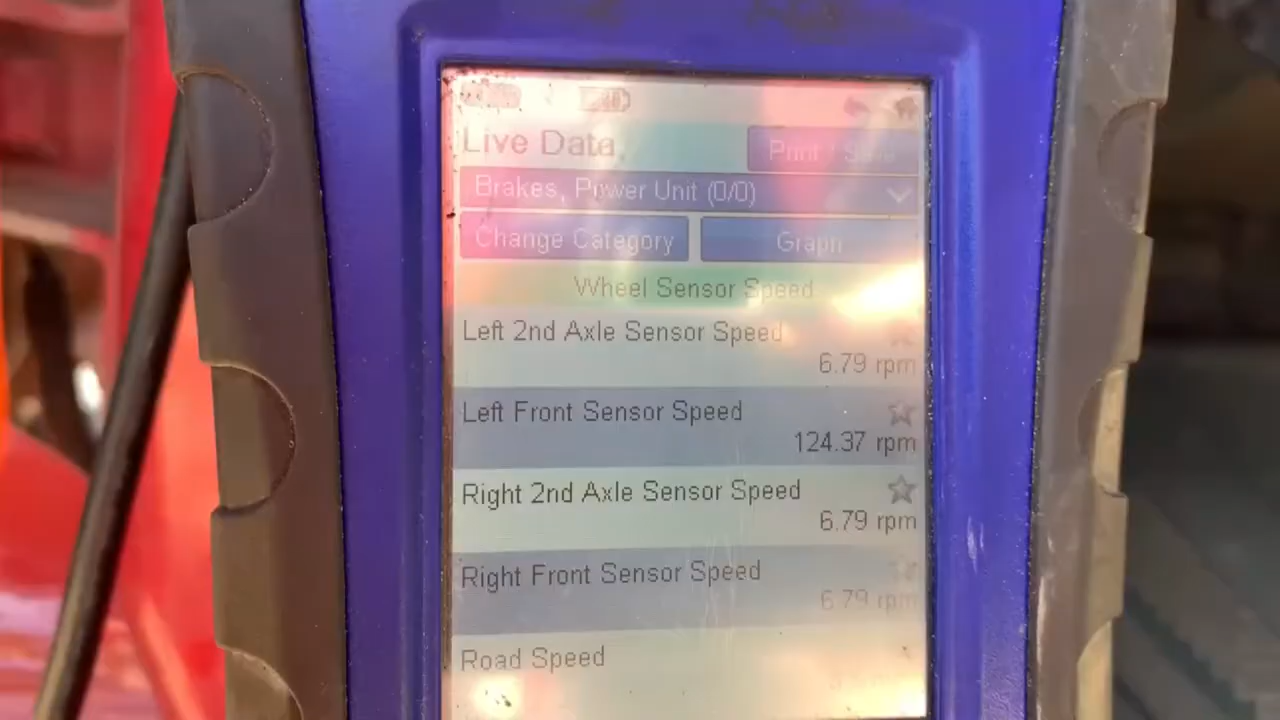 Live Data
Print / Save
Brakes, Power Unit (0/0)
Change Category
Graph
Wheel Sensor Speed
Left 2nd Axle Sensor Speed
6.79 rpm
Left Front Sensor Speed
124.37 rpm
Right 2nd Axle Sensor Speed
6.79 rpm
Right Front Sensor Speed
6.79 rpm
Road Speed